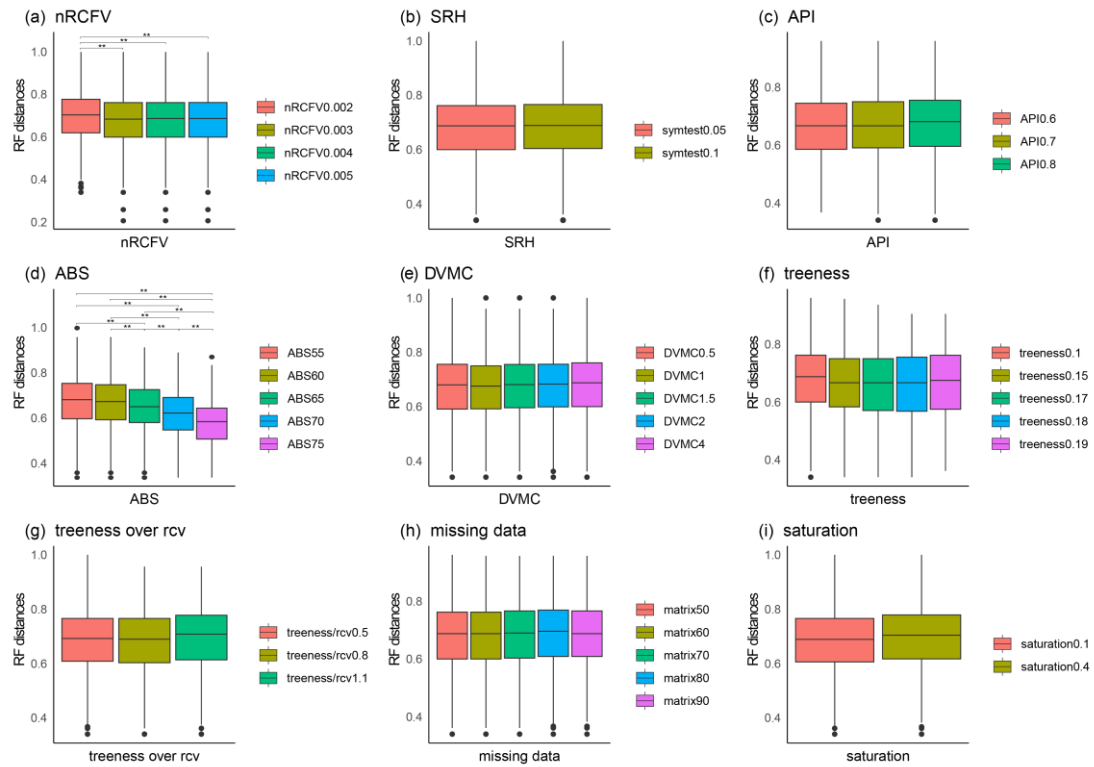 (a) nRCFV
RF distances
1.0
0.8
0.6
0.4
0.2
**
**
**
nRCFV
nRCFV0.002
nRCFV0.003
nRCFV0.004
nRCFV0.005
(b) SRH
RF distances
1.0
0.8
0.6
0.4
SRH
symtest0.05
symtest0.1
(c) API
RF distances
0.8
0.6
0.4
API
API0.6
API0.7
API0.8
(d) ABS
RF distances
1.0
0.8
0.6
0.4
**
**
**
**
**
**
**
**
**
ABS
ABS55
ABS60
ABS65
ABS70
ABS75
(e) DVMC
RF distances
1.0
0.8
0.6
0.4
DVMC
DVMC0.5
DVMC1
DVMC1.5
DVMC2
DVMC4
(f) treeness
RF distances
0.8
0.6
0.4
treeness
treeness0.1
treeness0.15
treeness0.17
treeness0.18
treeness0.19
(g) treeness over rcv
RF distances
1.0
0.8
0.6
0.4
treeness over rcv
treeness/rcv0.5
treeness/rcv0.8
treeness/rcv1.1
(h) missing data
RF distances
0.8
0.6
0.4
missing data
matrix50
matrix60
matrix70
matrix80
matrix90
(i) saturation
RF distances
1.0
0.8
0.6
0.4
saturation
saturation0.1
saturation0.4